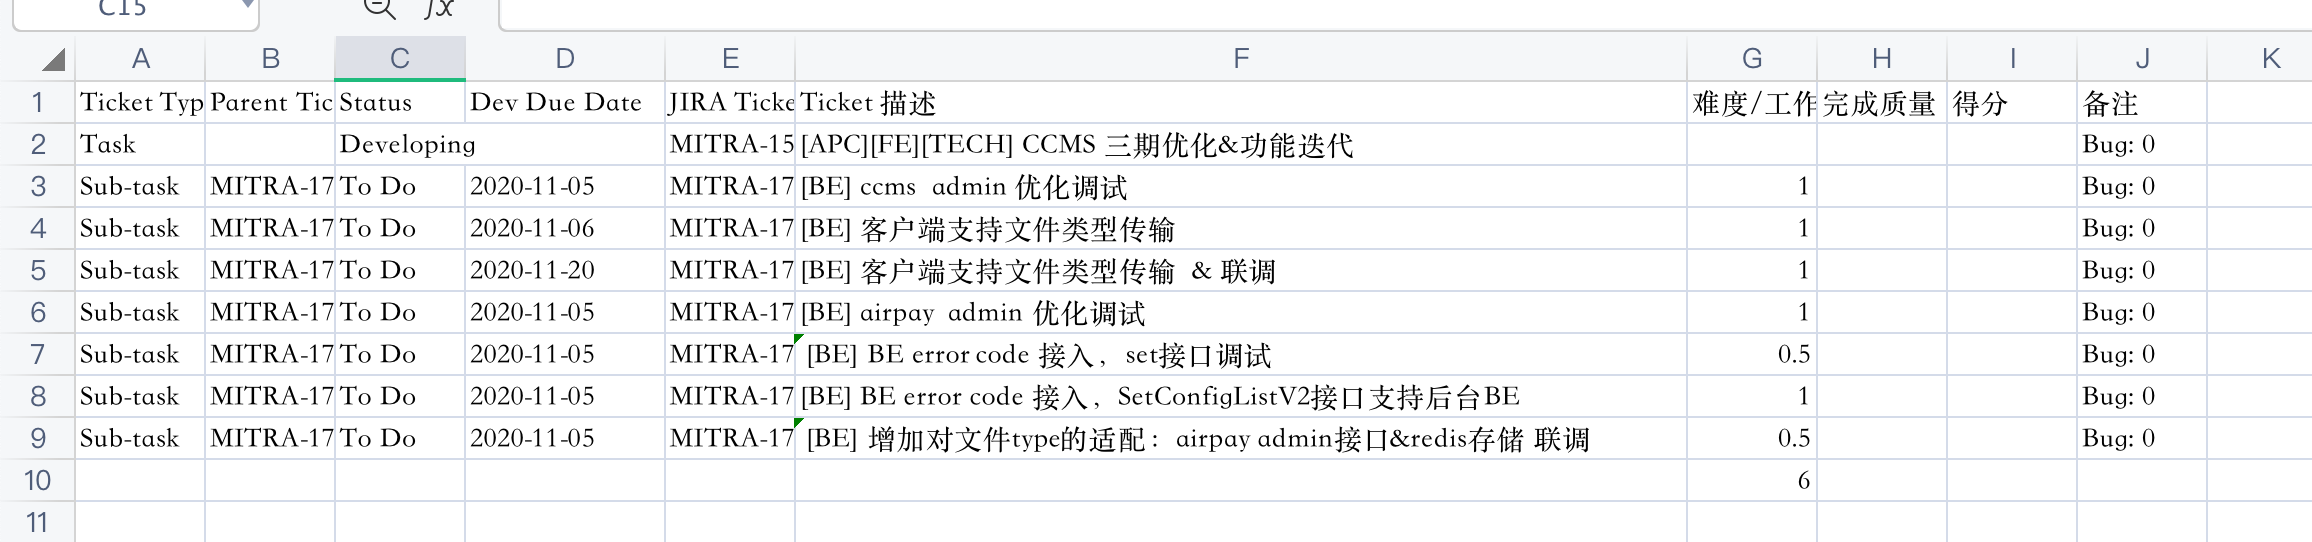 C15 fx
A B C D E F G H I J K
1 Ticket Typ Parent Tic Status Dev Due Date JIRA Ticke Ticket 描述 难度/工作 完成质量 得分 备注
2 Task Developing MITRA-15 [APC][FE][TECH] CCMS 三期优化&功能迭代 Bug: 0
3 Sub-task MITRA-17 To Do 2020-11-05 MITRA-17 [BE] ccms admin 优化调试 1 Bug: 0
4 Sub-task MITRA-17 To Do 2020-11-06 MITRA-17 [BE] 客户端支持文件类型传输 1 Bug: 0
5 Sub-task MITRA-17 To Do 2020-11-20 MITRA-17 [BE] 客户端支持文件类型传输 & 联调 1 Bug: 0
6 Sub-task MITRA-17 To Do 2020-11-05 MITRA-17 [BE] airpay admin 优化调试 1 Bug: 0
7 Sub-task MITRA-17 To Do 2020-11-05 MITRA-17 [BE] BE error code 接入，set接口调试 0.5 Bug: 0
8 Sub-task MITRA-17 To Do 2020-11-05 MITRA-17 [BE] BE error code 接入，SetConfigListV2接口支持后台BE 1 Bug: 0
9 Sub-task MITRA-17 To Do 2020-11-05 MITRA-17 [BE] 增加对文件type的适配：airpay admin接口&redis存储 联调 0.5 Bug: 0
10 6
11